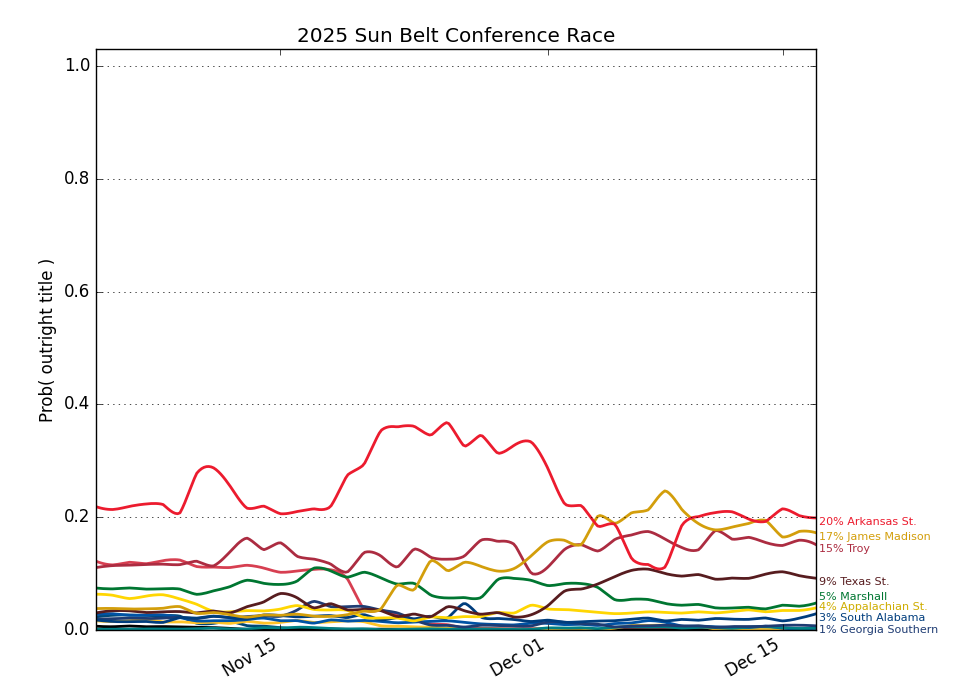 2025 Sun Belt Conference Race
Prob( outright title )
1.0
0.8
0.6
0.4
0.2
0.0
Nov 15
Dec 01
Dec 15
20% Arkansas St.
17% James Madison
15% Troy
9% Texas St.
5% Marshall
4% Appalachian St.
3% South Alabama
1% Georgia Southern